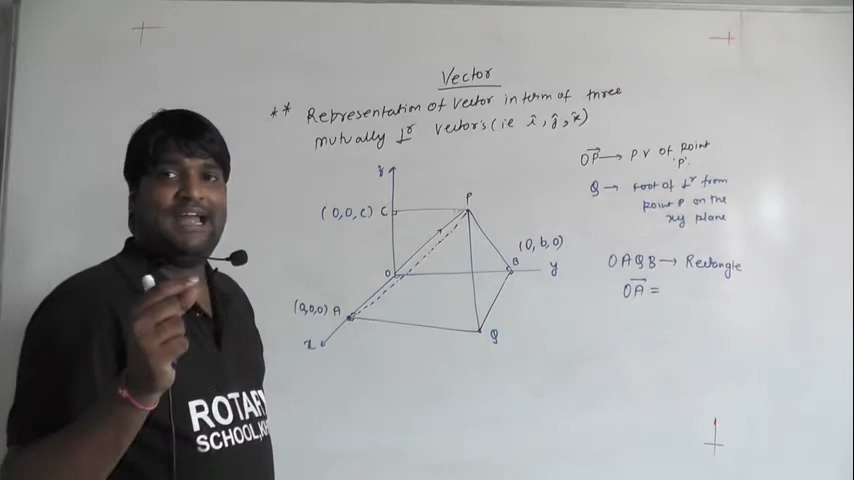 Vector
** Representation of Vector in term of three
mutually ⊥r vector's (ie î, ĵ, k̂)
OP → P V of point
'P'.
Q → Foot of ⊥r from
point P on the
xy plane
P
(0,0,c) C
(0,b,0)
B
y
O
(a,0,0) A
x
Q
OAQB → Rectangle
OA =
ROTARY
SCHOOL,